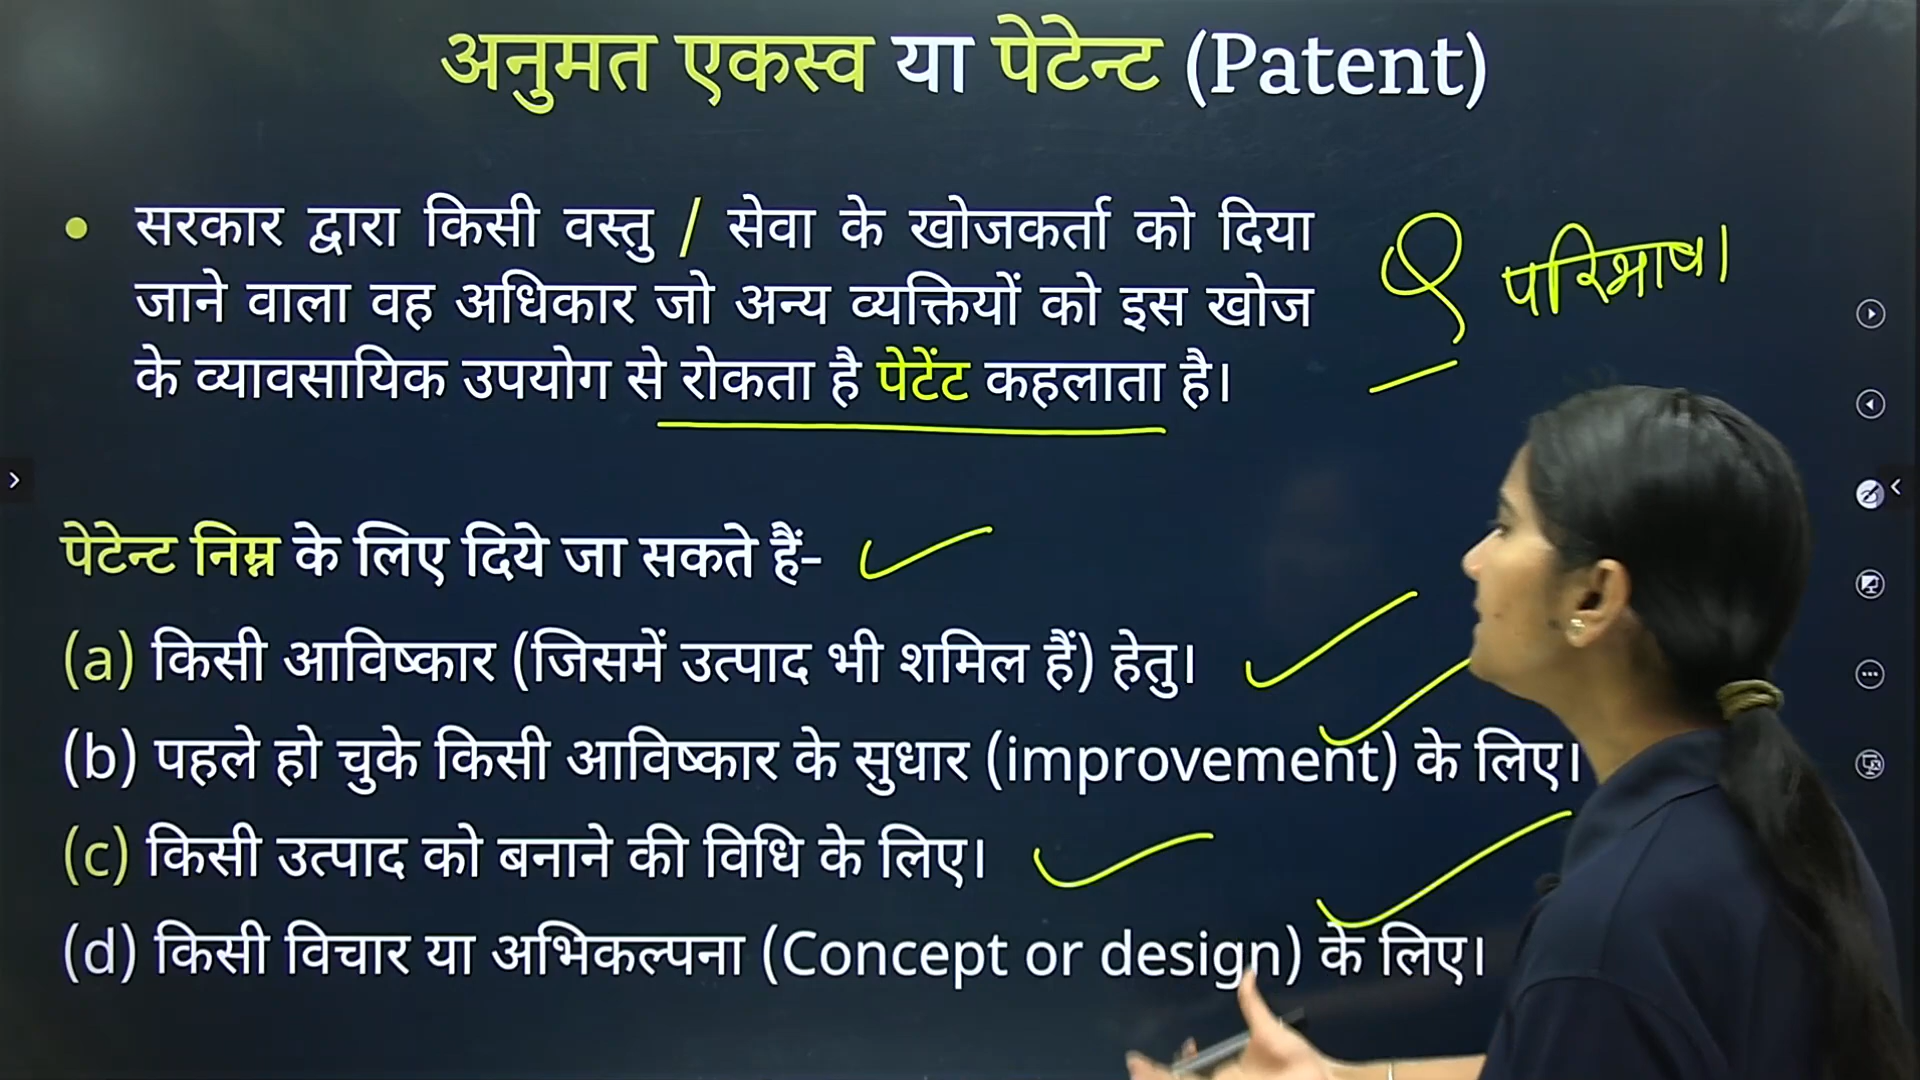 अनुमत एकस्व या पेटेन्ट (Patent)
• सरकार द्वारा किसी वस्तु / सेवा के खोजकर्ता को दिया
जाने वाला वह अधिकार जो अन्य व्यक्तियों को इस खोज
के व्यावसायिक उपयोग से रोकता है पेटेंट कहलाता है।
परिभाषा
पेटेन्ट निम्न के लिए दिये जा सकते हैं-
(a) किसी आविष्कार (जिसमें उत्पाद भी शमिल हैं) हेतु।
(b) पहले हो चुके किसी आविष्कार के सुधार (improvement) के लिए।
(c) किसी उत्पाद को बनाने की विधि के लिए।
(d) किसी विचार या अभिकल्पना (Concept or design) के लिए।